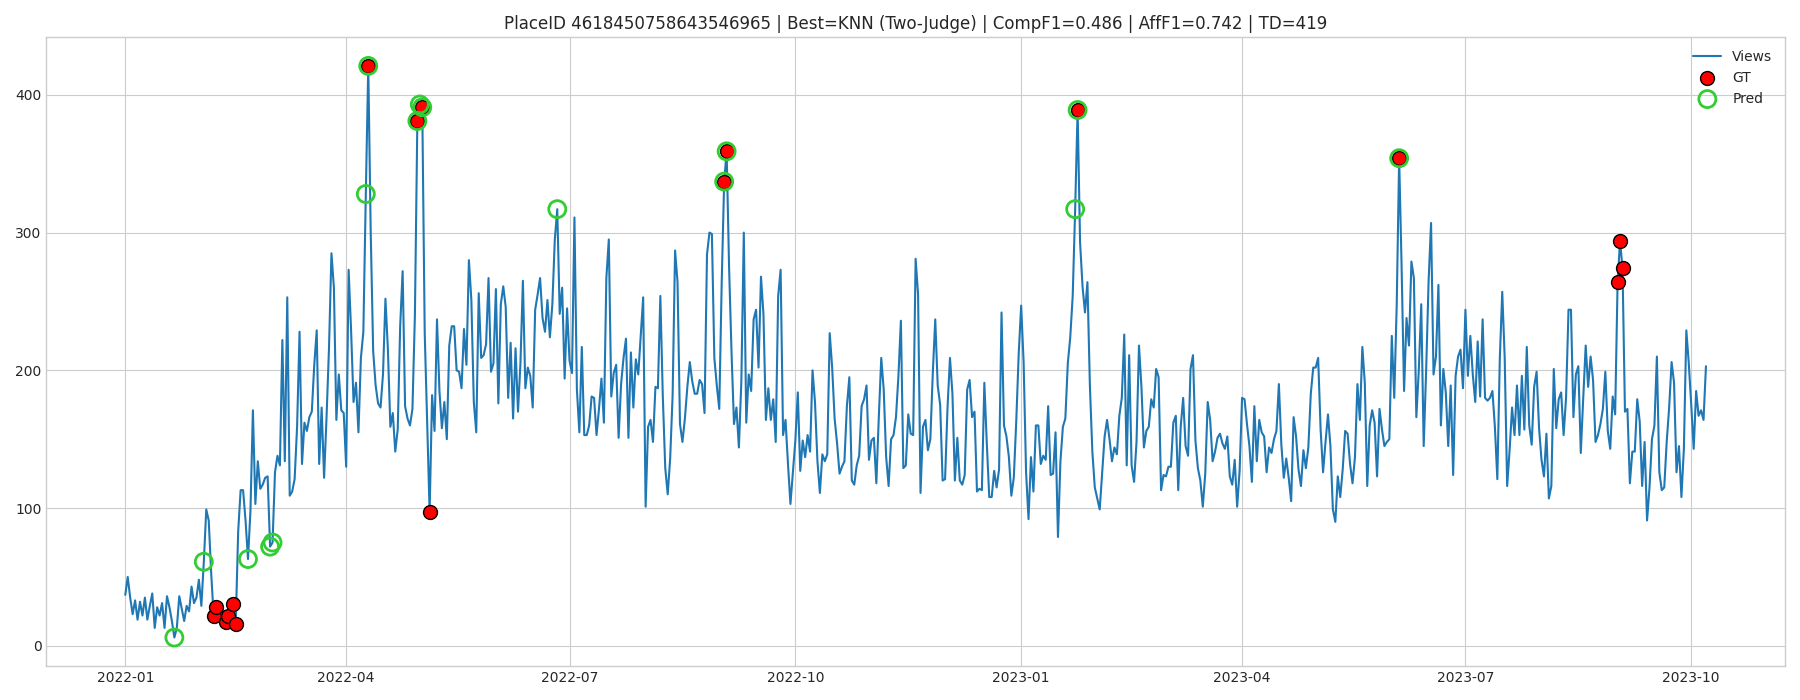 PlaceID 4618450758643546965 | Best=KNN (Two-Judge) | CompF1=0.486 | AffF1=0.742 | TD=419
Views
GT
Pred
400
300
200
100
0
2022-01 2022-04 2022-07 2022-10 2023-01 2023-04 2023-07 2023-10